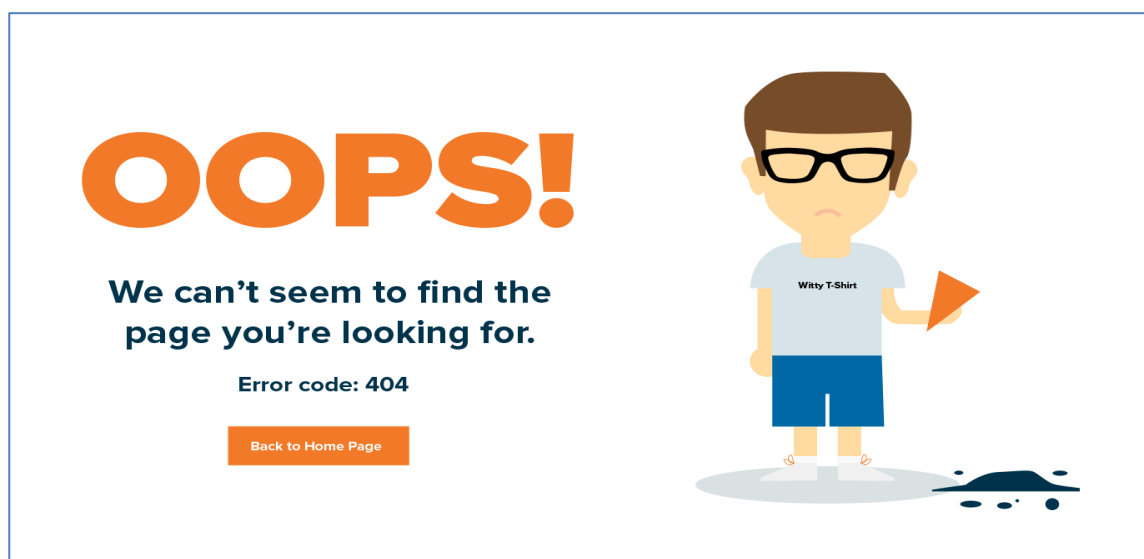 OOPS!
We can’t seem to find the
page you’re looking for.
Error code: 404
Back to Home Page
Witty T-Shirt